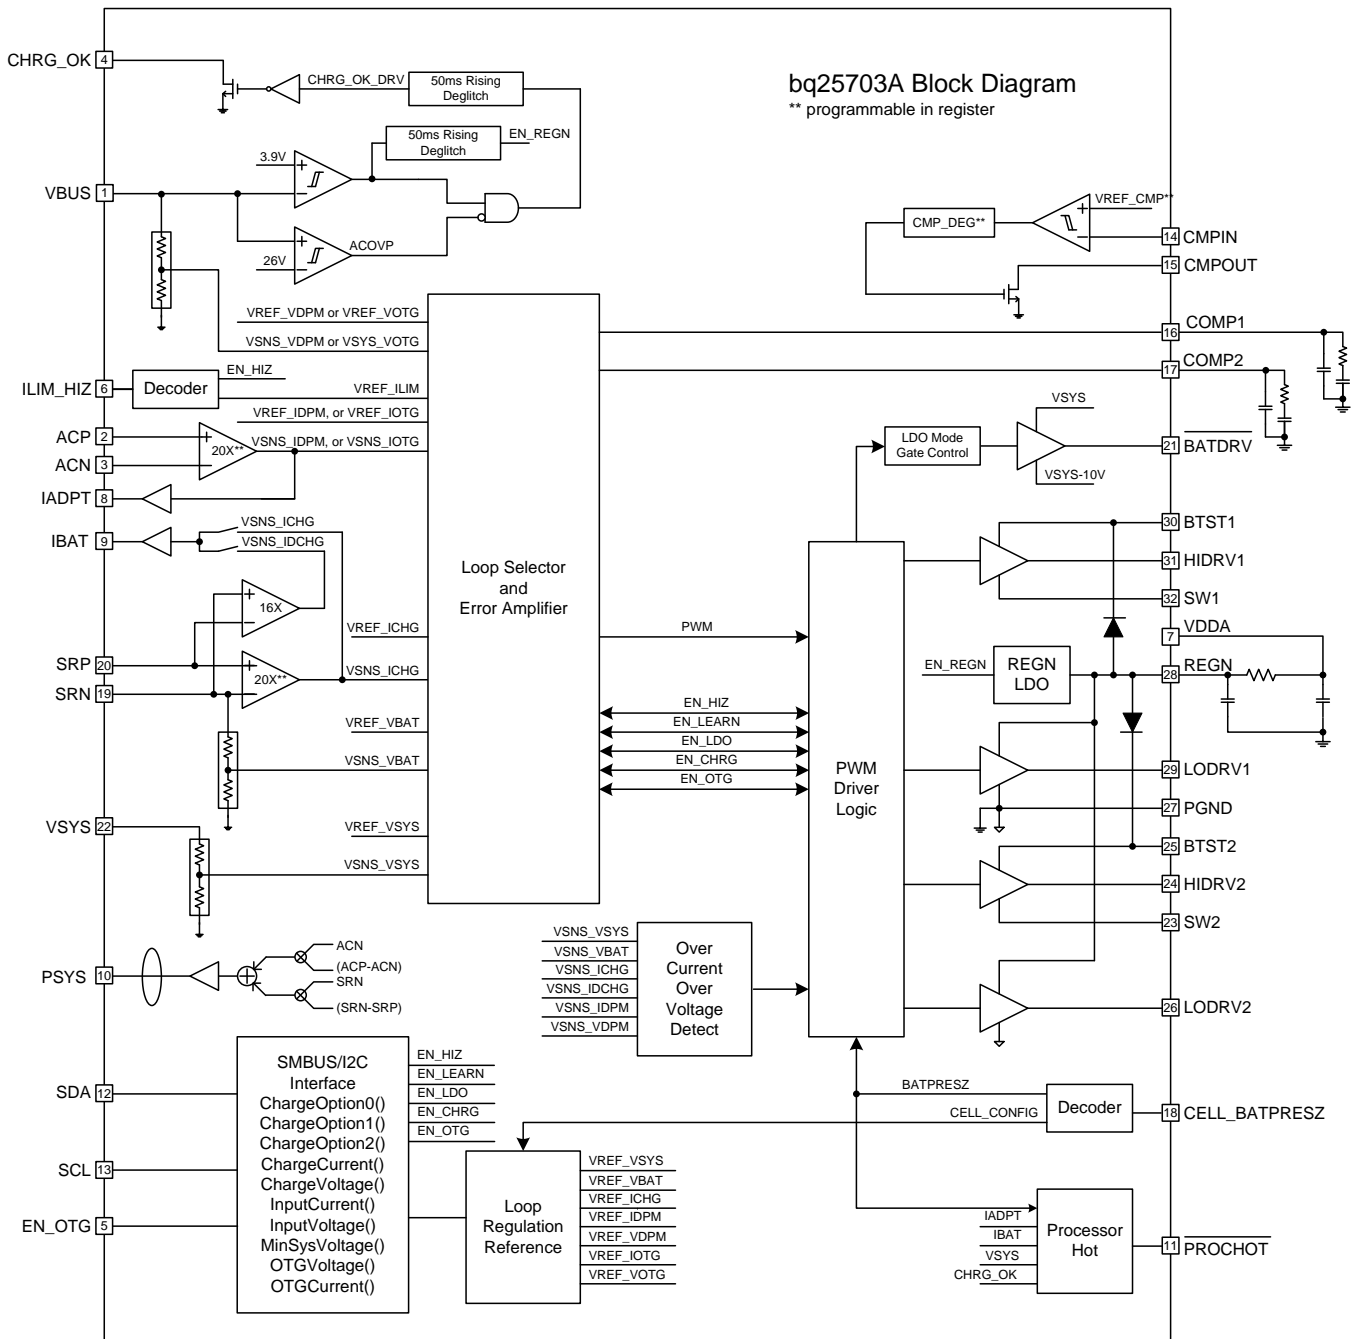 bq25703A Block Diagram
** programmable in register
CHRG_OK
4
CHRG_OK_DRV
50ms Rising
Deglitch
50ms Rising
Deglitch
EN_REGN
3.9V
+
−
VBUS
1
+
−
26V
ACOVP
VREF_CMP**
+
−
CMP_DEG**
14
CMPIN
15
CMPOUT
VREF_VDPM or VREF_VOTG
VSNS_VDPM or VSYS_VOTG
16
COMP1
17
COMP2
ILIM_HIZ
6
Decoder
EN_HIZ
VREF_ILIM
VREF_IDPM, or VREF_IOTG
ACP
2
+
20X**
−
VSNS_IDPM, or VSNS_IOTG
ACN
3
IADPT
8
IBAT
9
VSNS_ICHG
VSNS_IDCHG
+
16X
−
VREF_ICHG
SRP
20
+
20X**
−
VSNS_ICHG
SRN
19
VREF_VBAT
VSNS_VBAT
VSYS
22
VREF_VSYS
VSNS_VSYS
Loop Selector
and
Error Amplifier
PWM
EN_HIZ
EN_LEARN
EN_LDO
EN_CHRG
EN_OTG
PWM
Driver
Logic
LDO Mode
Gate Control
VSYS
VSYS-10V
21
BATDRV
30
BTST1
31
HIDRV1
32
SW1
7
VDDA
EN_REGN
REGN
LDO
28
REGN
29
LODRV1
27
PGND
25
BTST2
24
HIDRV2
23
SW2
26
LODRV2
PSYS
10
+
ACN
(ACP-ACN)
SRN
(SRN-SRP)
VSNS_VSYS
VSNS_VBAT
VSNS_ICHG
VSNS_IDCHG
VSNS_IDPM
VSNS_VDPM
Over
Current
Over
Voltage
Detect
SDA
12
SCL
13
EN_OTG
5
SMBUS/I2C
Interface
ChargeOption0()
ChargeOption1()
ChargeOption2()
ChargeCurrent()
ChargeVoltage()
InputCurrent()
InputVoltage()
MinSysVoltage()
OTGVoltage()
OTGCurrent()
EN_HIZ
EN_LEARN
EN_LDO
EN_CHRG
EN_OTG
BATPRESZ
CELL_CONFIG
Decoder
18
CELL_BATPRESZ
Loop
Regulation
Reference
VREF_VSYS
VREF_VBAT
VREF_ICHG
VREF_IDPM
VREF_VDPM
VREF_IOTG
VREF_VOTG
IADPT
IBAT
VSYS
CHRG_OK
Processor
Hot
11
PROCHOT